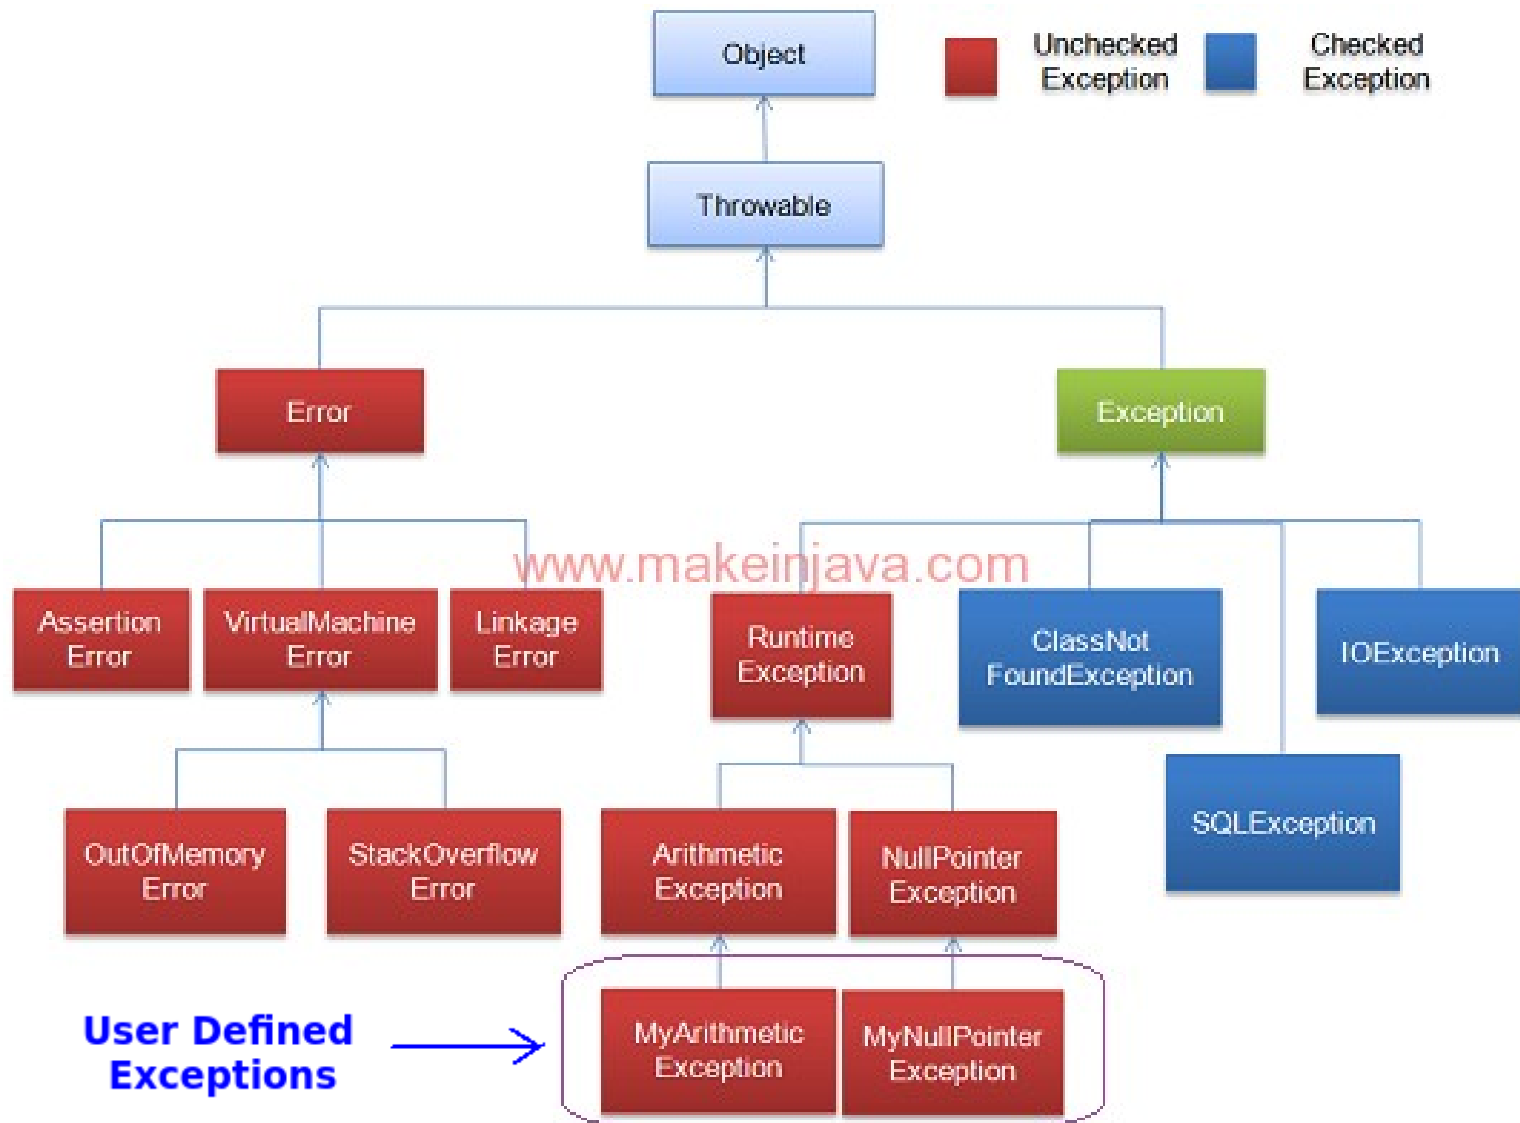 Object
Unchecked
Exception
Checked
Exception
Throwable
Error
Exception
www.makeinjava.com
Assertion
Error
VirtualMachine
Error
Linkage
Error
Runtime
Exception
ClassNot
FoundException
IOException
SQLException
OutOfMemory
Error
StackOverflow
Error
Arithmetic
Exception
NullPointer
Exception
User Defined
Exceptions
MyArithmetic
Exception
MyNullPointer
Exception